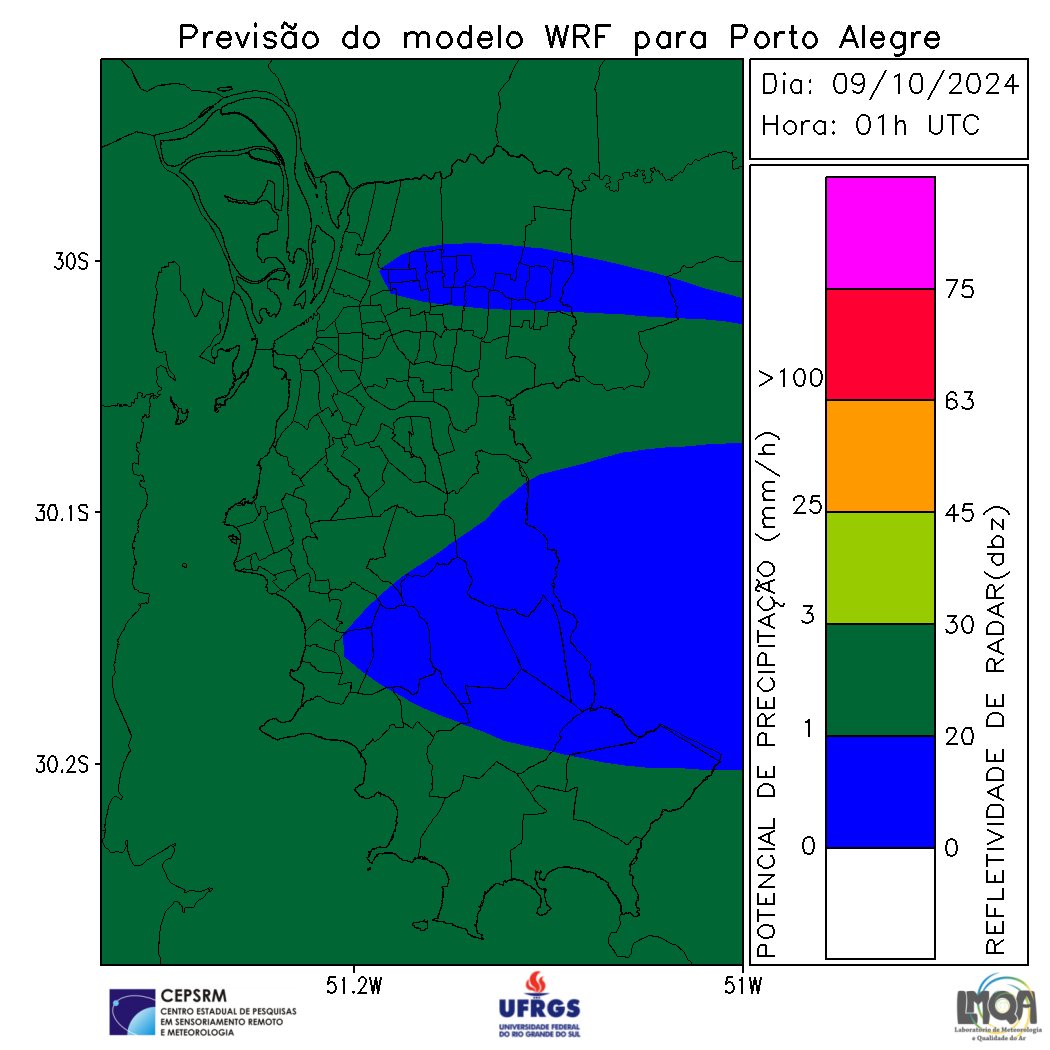 Previsão do modelo WRF para Porto Alegre
Dia: 09/10/2024
Hora: 01h UTC
30S
30.1S
30.2S
51.2W
51W
POTENCIAL DE PRECIPITAÇÃO (mm/h)
>100
25
3
1
0
75
63
45
30
20
0
REFLETIVIDADE DE RADAR(dbz)
CEPSRM
CENTRO ESTADUAL DE PESQUISAS
EM SENSORIAMENTO REMOTO
E METEOROLOGIA
UFRGS
UNIVERSIDADE FEDERAL
DO RIO GRANDE DO SUL
LMQA
Laboratório de Meteorologia
e Qualidade do Ar